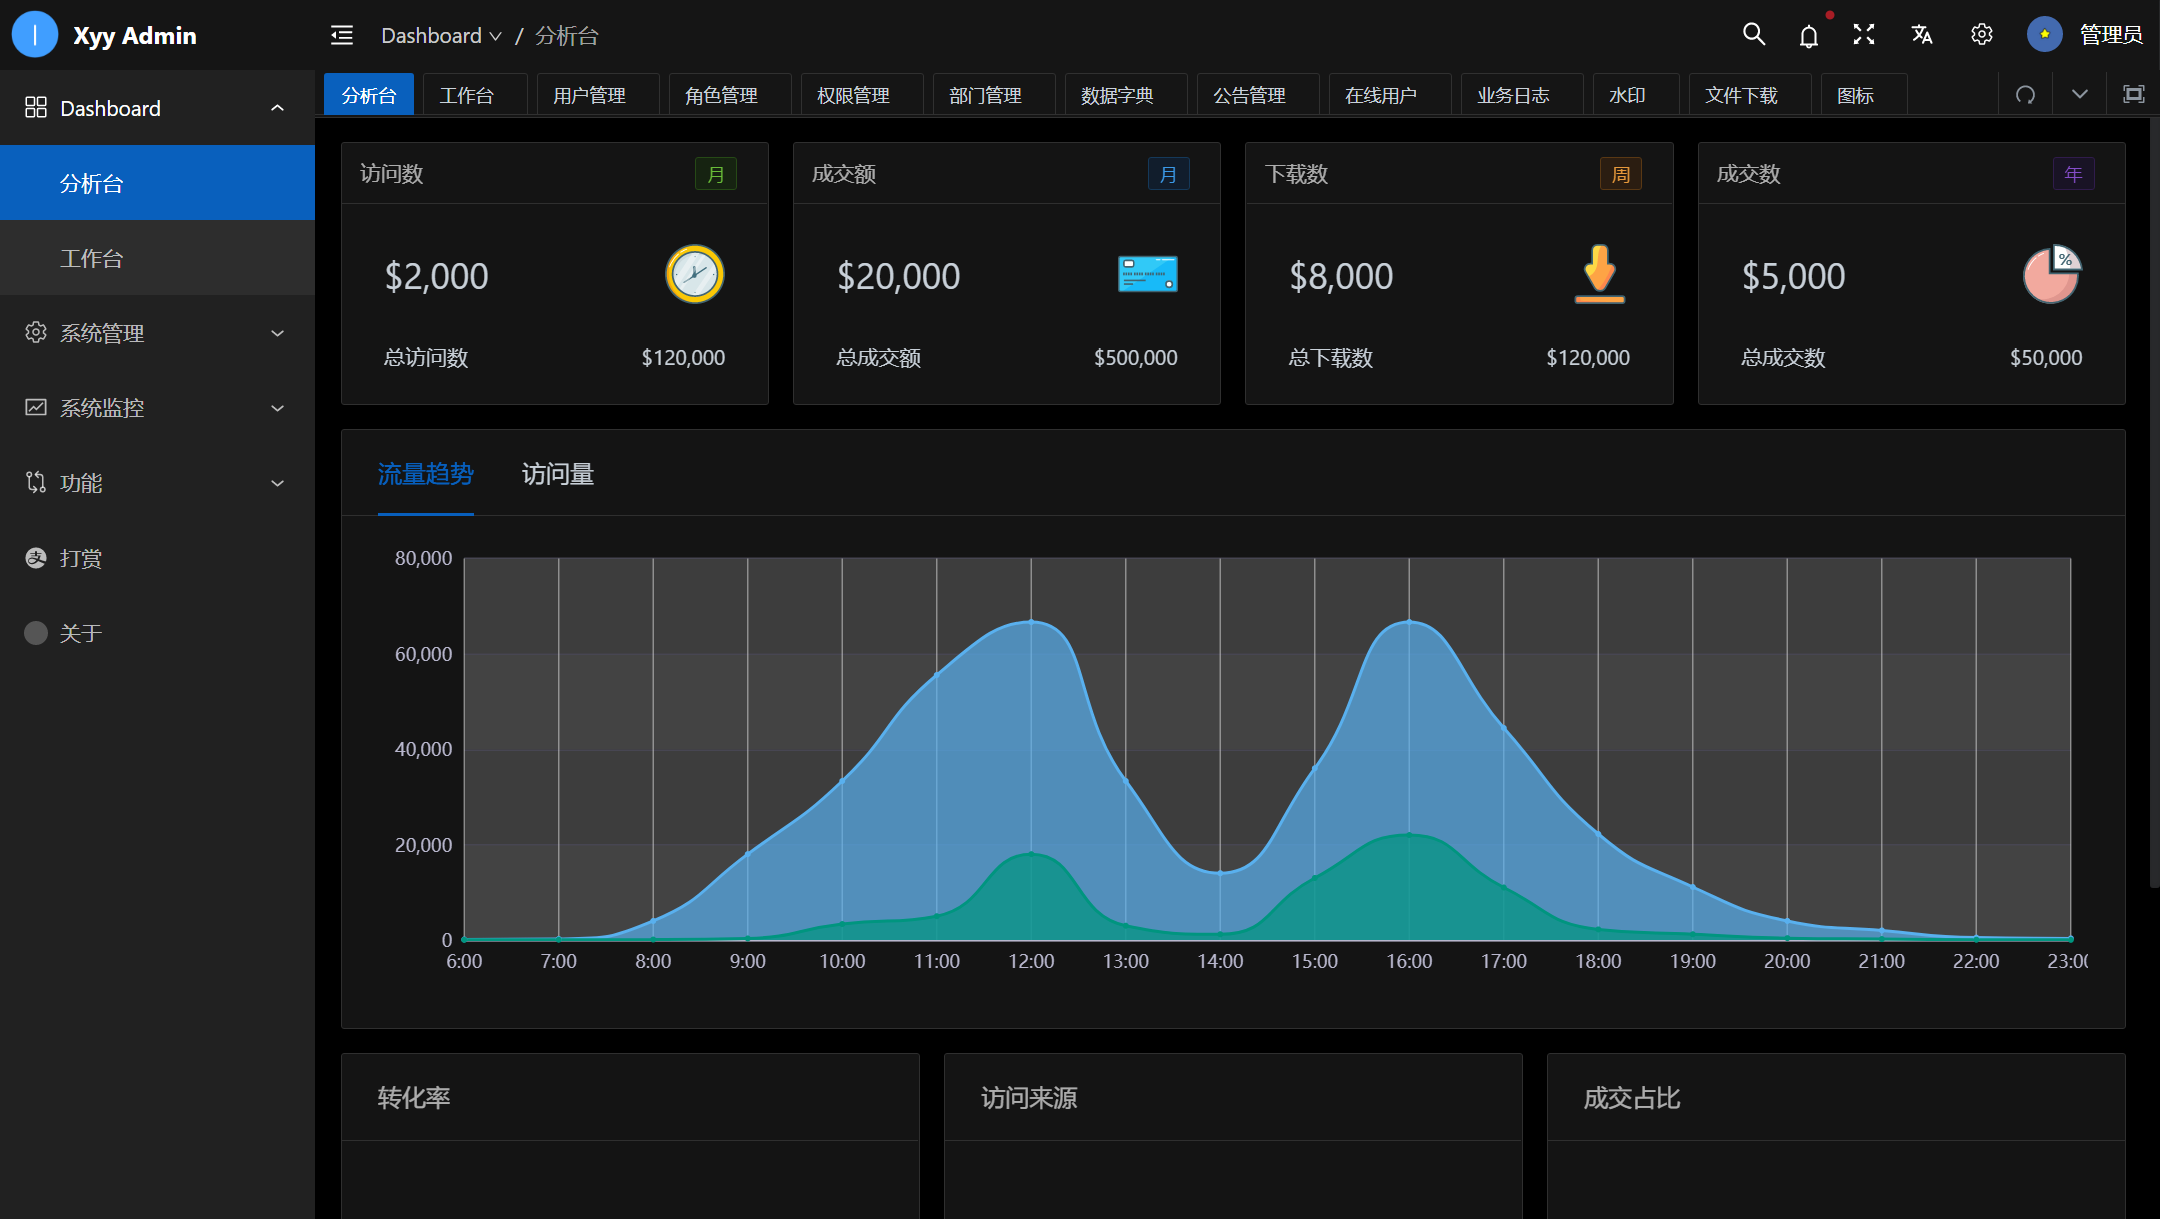 Xyy Admin
Dashboard / 分析台
管理员
分析台 工作台 用户管理 角色管理 权限管理 部门管理 数据字典 公告管理 在线用户 业务日志 水印 文件下载 图标
Dashboard
分析台
工作台
系统管理
系统监控
功能
打赏
关于
访问数 月
$2,000
总访问数 $120,000
成交额 月
$20,000
总成交额 $500,000
下载数 周
$8,000
总下载数 $120,000
成交数 年
%
$5,000
总成交数 $50,000
流量趋势 访问量
80,000
60,000
40,000
20,000
0
6:00 7:00 8:00 9:00 10:00 11:00 12:00 13:00 14:00 15:00 16:00 17:00 18:00 19:00 20:00 21:00 22:00 23:0
转化率
访问来源
成交占比